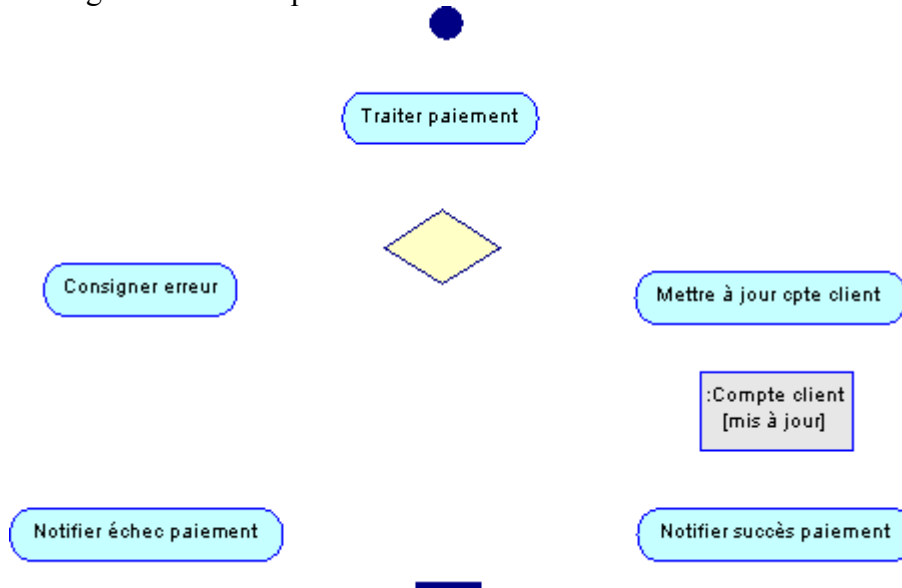 Traiter paiement
Consigner erreur
Mettre à jour cpte client
:Compte client
[mis à jour]
Notifier échec paiement
Notifier succès paiement